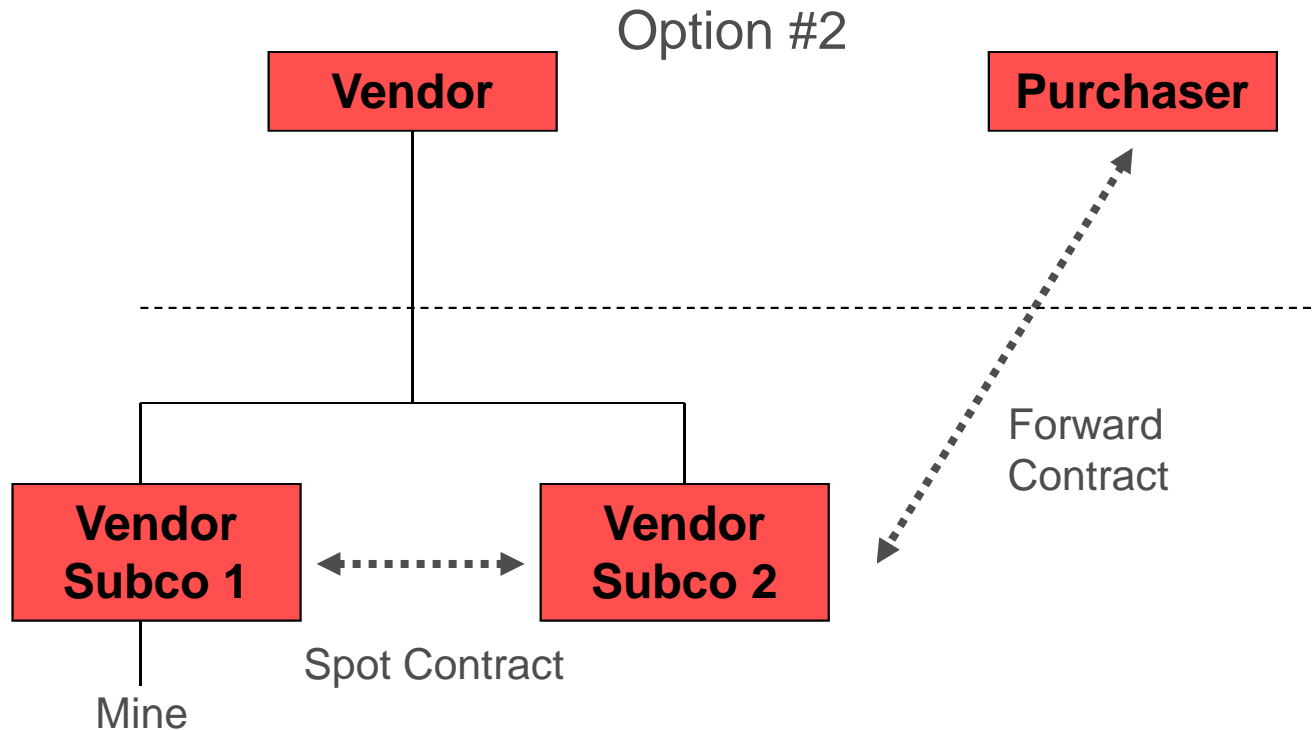 Option #2
Vendor
Purchaser
Forward
Contract
Vendor
Subco 1
Vendor
Subco 2
Spot Contract
Mine